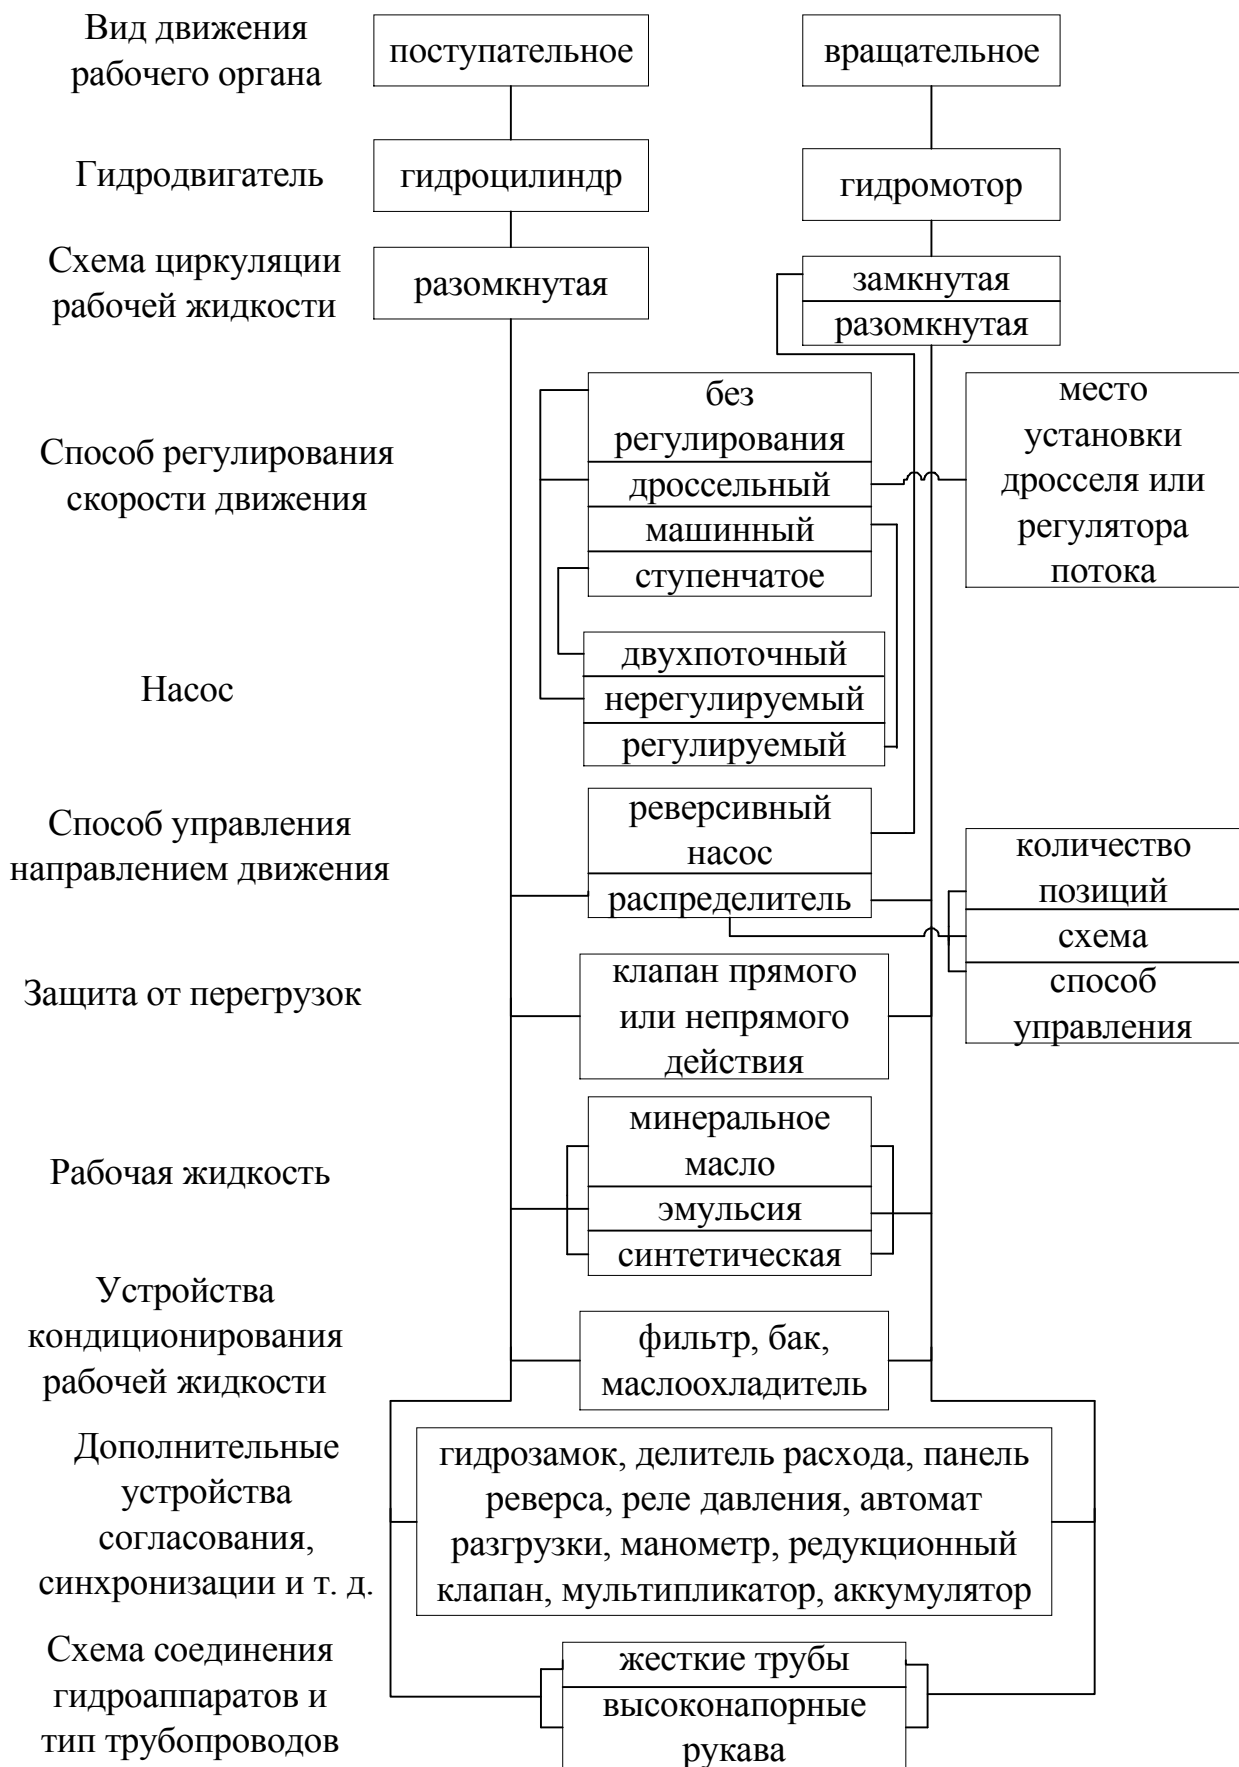 Вид движения
рабочего органа
поступательное
вращательное
Гидродвигатель
гидроцилиндр
гидромотор
Схема циркуляции
рабочей жидкости
разомкнутая
замкнутая
разомкнутая
Способ регулирования
скорости движения
без
регулирования
дроссельный
машинный
ступенчатое
место
установки
дросселя или
регулятора
потока
Насос
двухпоточный
нерегулируемый
регулируемый
Способ управления
направлением движения
реверсивный
насос
распределитель
количество
позиций
схема
способ
управления
Защита от перегрузок
клапан прямого
или непрямого
действия
Рабочая жидкость
минеральное
масло
эмульсия
синтетическая
Устройства
кондиционирования
рабочей жидкости
фильтр, бак,
маслоохладитель
Дополнительные
устройства
согласования,
синхронизации и т. д.
гидрозамок, делитель расхода, панель
реверса, реле давления, автомат
разгрузки, манометр, редукционный
клапан, мультипликатор, аккумулятор
Схема соединения
гидроаппаратов и
тип трубопроводов
жесткие трубы
высоконапорные
рукава